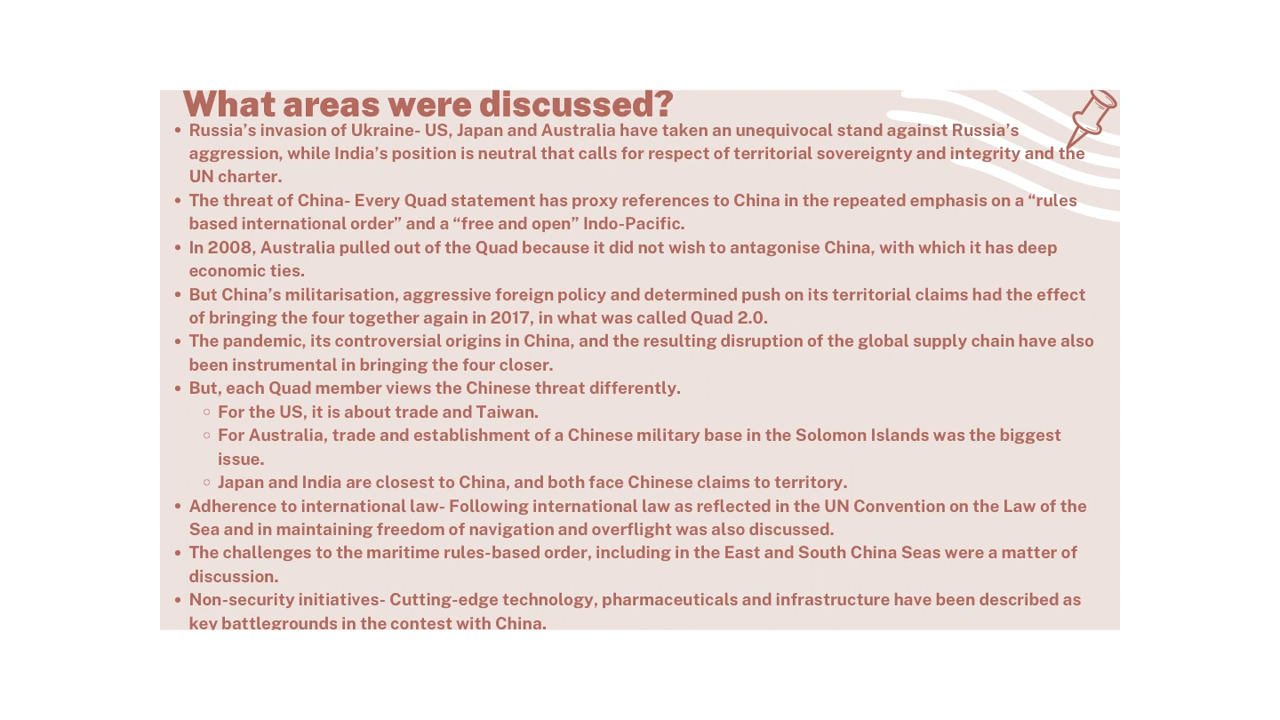 What areas were discussed?
• Russia’s invasion of Ukraine- US, Japan and Australia have taken an unequivocal stand against Russia’s
aggression, while India’s position is neutral that calls for respect of territorial sovereignty and integrity and the
UN charter.
• The threat of China- Every Quad statement has proxy references to China in the repeated emphasis on a “rules
based international order” and a “free and open” Indo-Pacific.
• In 2008, Australia pulled out of the Quad because it did not wish to antagonise China, with which it has deep
economic ties.
• But China’s militarisation, aggressive foreign policy and determined push on its territorial claims had the effect
of bringing the four together again in 2017, in what was called Quad 2.0.
• The pandemic, its controversial origins in China, and the resulting disruption of the global supply chain have also
been instrumental in bringing the four closer.
• But, each Quad member views the Chinese threat differently.
◦ For the US, it is about trade and Taiwan.
◦ For Australia, trade and establishment of a Chinese military base in the Solomon Islands was the biggest
issue.
◦ Japan and India are closest to China, and both face Chinese claims to territory.
• Adherence to international law- Following international law as reflected in the UN Convention on the Law of the
Sea and in maintaining freedom of navigation and overflight was also discussed.
• The challenges to the maritime rules-based order, including in the East and South China Seas were a matter of
discussion.
• Non-security initiatives- Cutting-edge technology, pharmaceuticals and infrastructure have been described as
key battlegrounds in the contest with China.